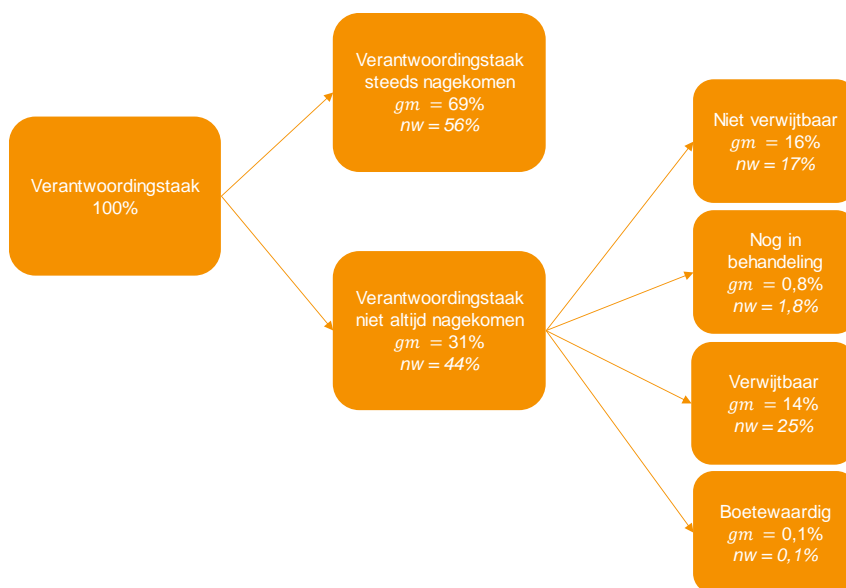 Verantwoordingstaak
100%
Verantwoordingstaak
steeds nagekomen
gm = 69%
nw = 56%
Verantwoordingstaak
niet altijd nagekomen
gm = 31%
nw = 44%
Niet verwijtbaar
gm = 16%
nw = 17%
Nog in
behandeling
gm = 0,8%
nw = 1,8%
Verwijtbaar
gm = 14%
nw = 25%
Boetewaardig
gm = 0,1%
nw = 0,1%